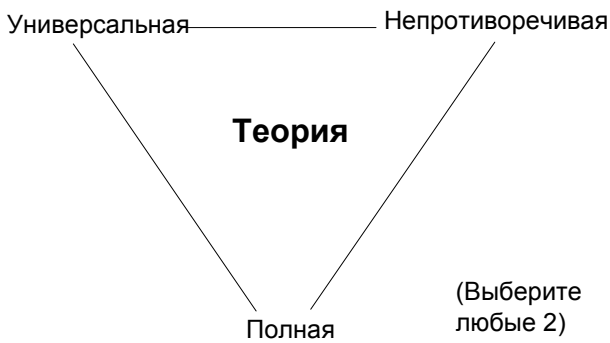 Универсальная
Непротиворечивая
Теория
(Выберите
любые 2)
Полная